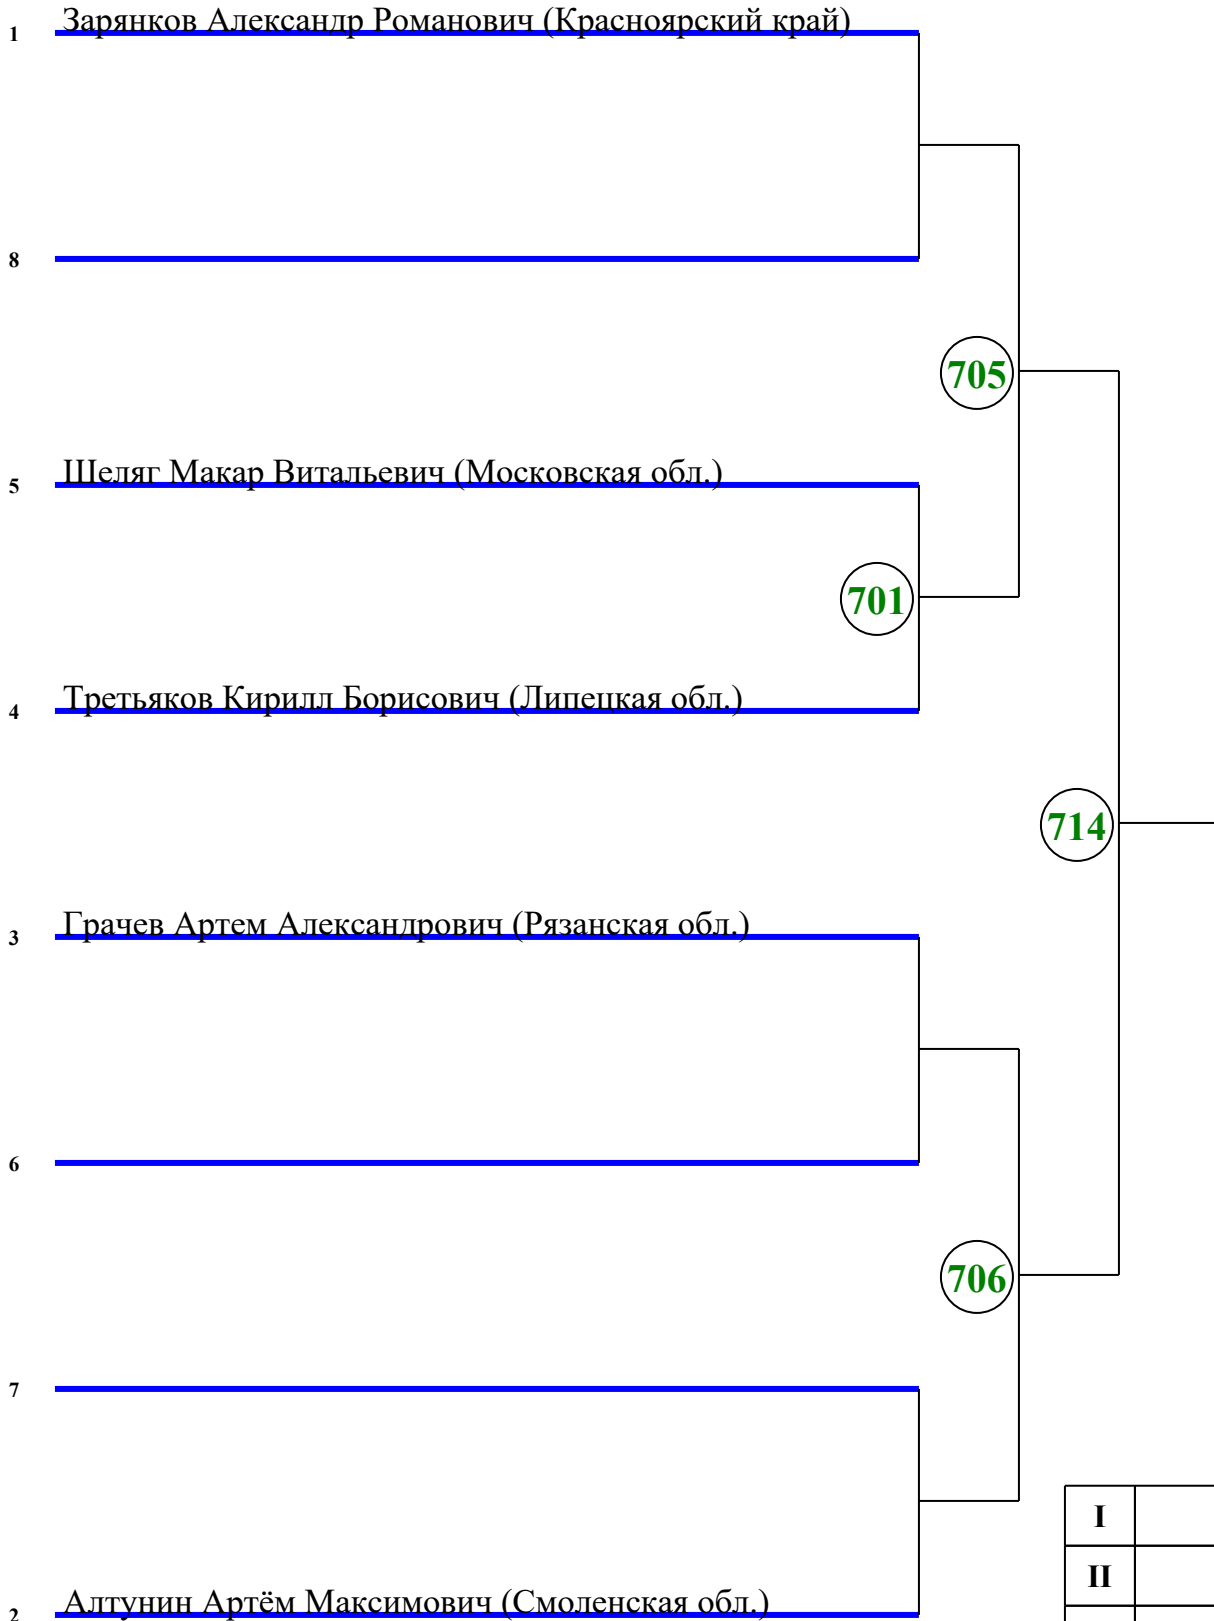 1 Зарянков Александр Романович (Красноярский край)
8
705
5 Шеляг Макар Витальевич (Московская обл.)
701
4 Третьяков Кирилл Борисович (Липецкая обл.)
714
3 Грачев Артем Александрович (Рязанская обл.)
6
706
7
I
II
2 Алтунин Артём Максимович (Смоленская обл.)